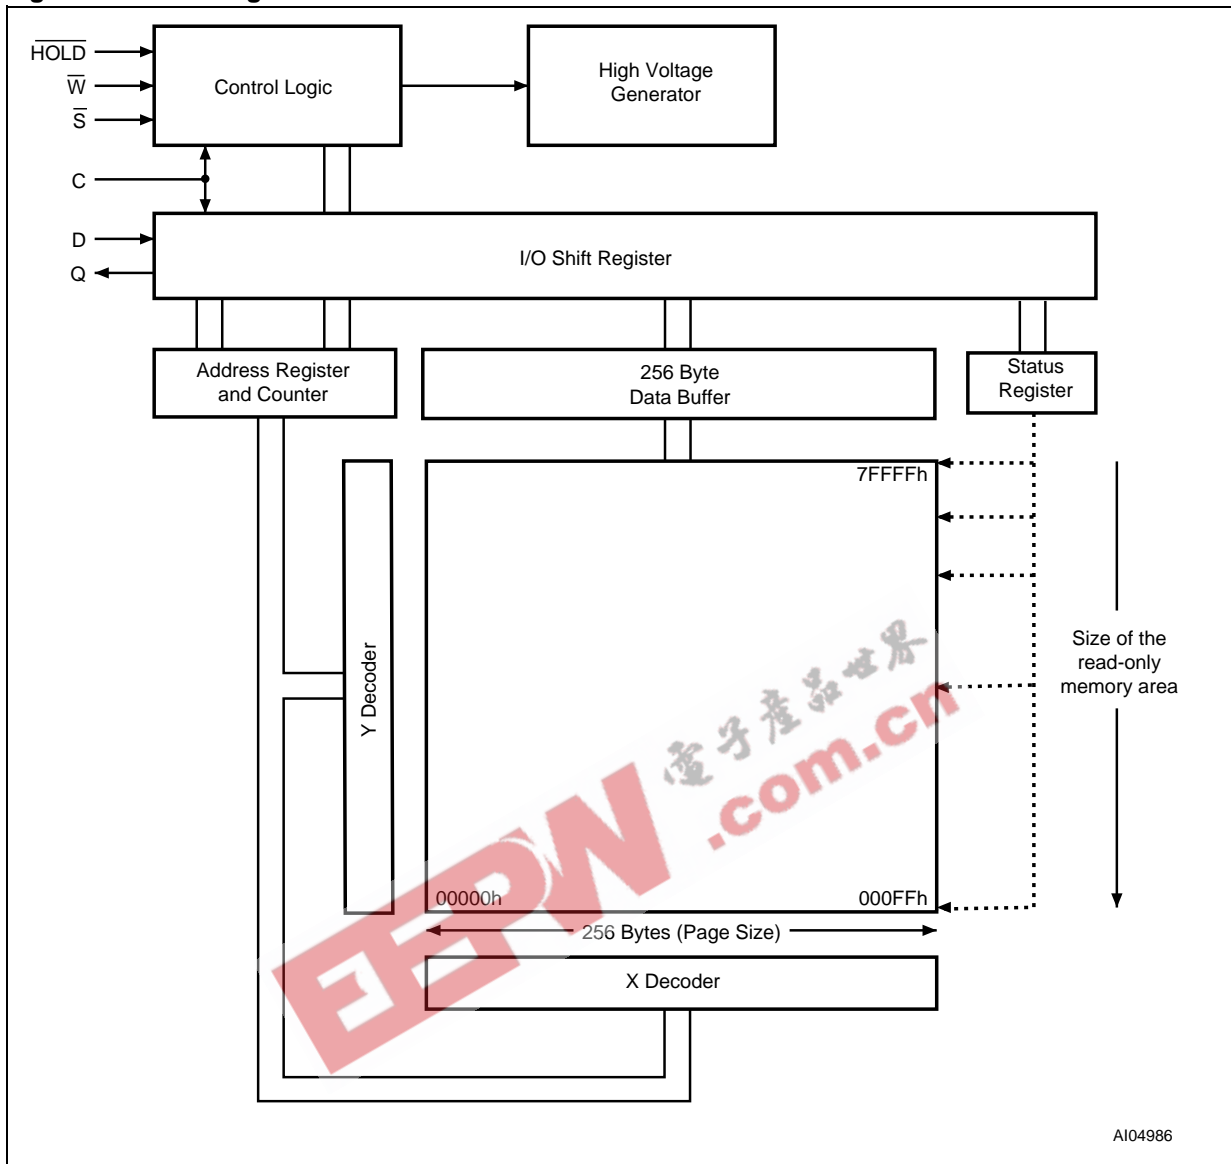 HOLD
W
S
C
D
Q
Control Logic
High Voltage
Generator
I/O Shift Register
Address Register
and Counter
256 Byte
Data Buffer
Status
Register
7FFFFh
Y Decoder
Size of the
read-only
memory area
00000h
000FFh
256 Bytes (Page Size)
X Decoder
EEPW
電子產品世界
.com.cn
AI04986